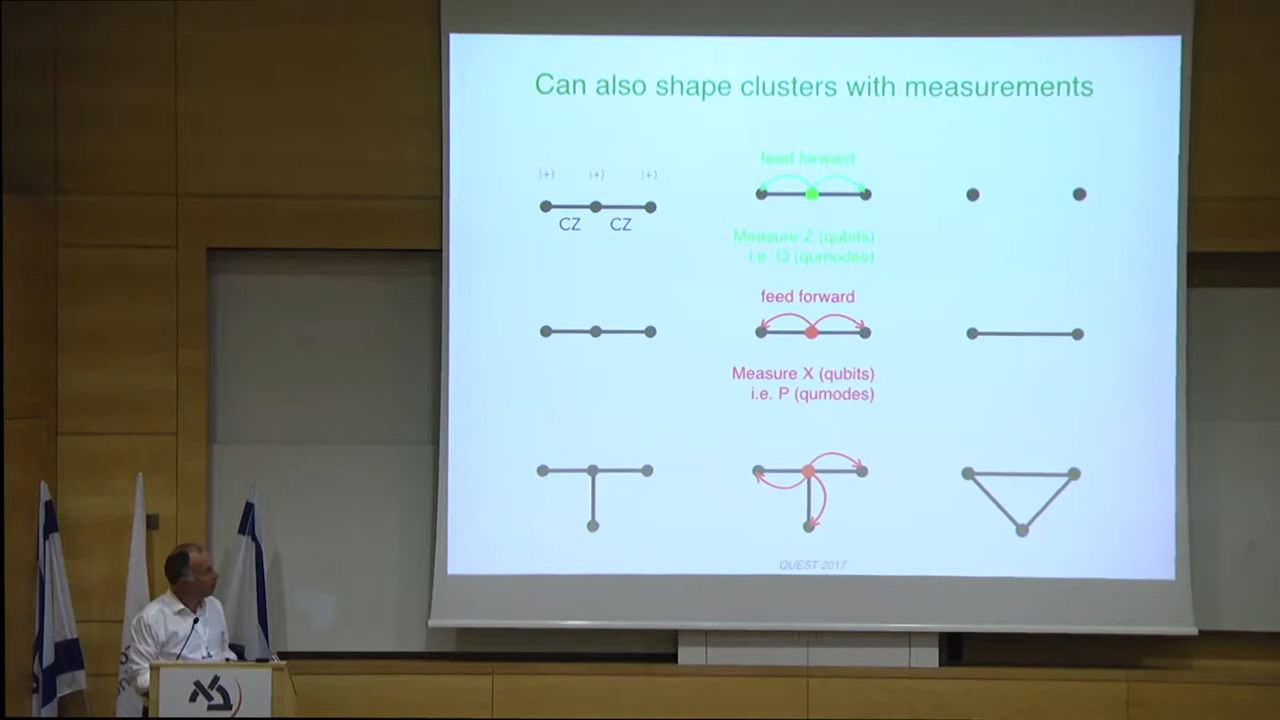 Can also shape clusters with measurements
|+⟩ |+⟩ |+⟩
CZ CZ
feed forward
Measure Z (qubits)
i.e. Q (qumodes)
feed forward
Measure X (qubits)
i.e. P (qumodes)
QUEST 2017